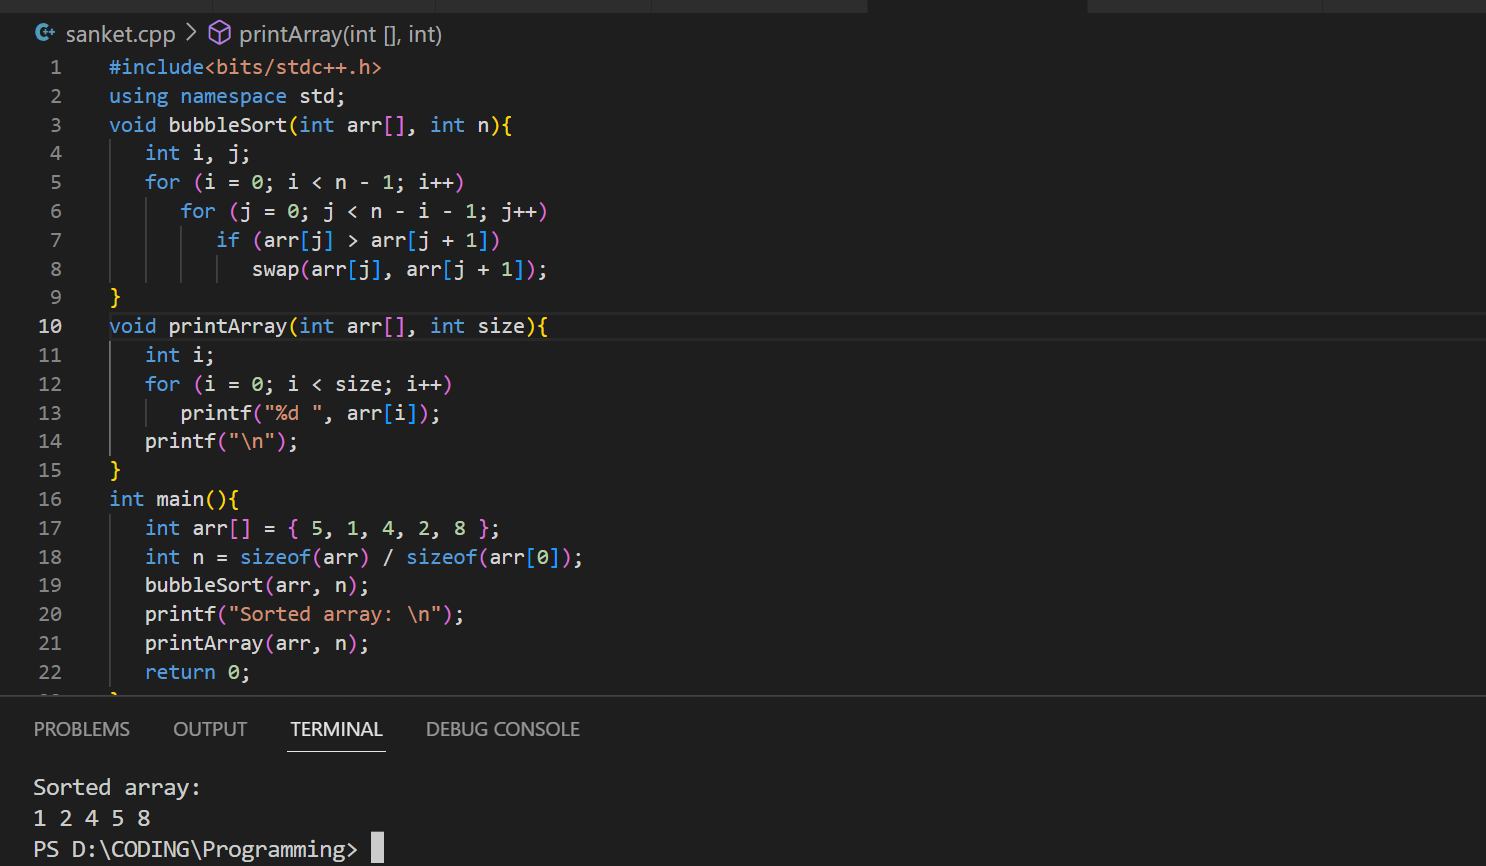 sanket.cpp > printArray(int [], int)
1 #include<bits/stdc++.h>
2 using namespace std;
3 void bubbleSort(int arr[], int n){
4 int i, j;
5 for (i = 0; i < n - 1; i++)
6 for (j = 0; j < n - i - 1; j++)
7 if (arr[j] > arr[j + 1])
8 swap(arr[j], arr[j + 1]);
9 }
10 void printArray(int arr[], int size){
11 int i;
12 for (i = 0; i < size; i++)
13 printf("%d ", arr[i]);
14 printf("\n");
15 }
16 int main(){
17 int arr[] = { 5, 1, 4, 2, 8 };
18 int n = sizeof(arr) / sizeof(arr[0]);
19 bubbleSort(arr, n);
20 printf("Sorted array: \n");
21 printArray(arr, n);
22 return 0;
PROBLEMS OUTPUT TERMINAL DEBUG CONSOLE
Sorted array:
1 2 4 5 8
PS D:\CODING\Programming>